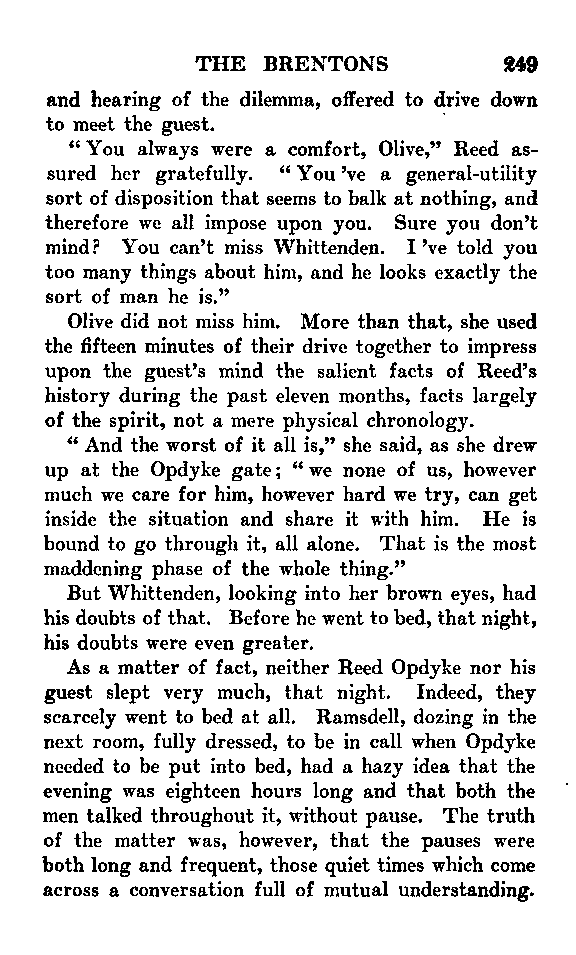 THE BRENTONS 249
and hearing of the dilemma, offered to drive down
to meet the guest.
“ You always were a comfort, Olive,” Reed as-
sured her gratefully. “ You 've a general-utility
sort of disposition that seems to balk at nothing, and
therefore we all impose upon you. Sure you don't
mind? You can't miss Whittenden. I 've told you
too many things about him, and he looks exactly the
sort of man he is.”
Olive did not miss him. More than that, she used
the fifteen minutes of their drive together to impress
upon the guest's mind the salient facts of Reed's
history during the past eleven months, facts largely
of the spirit, not a mere physical chronology.
“ And the worst of it all is,” she said, as she drew
up at the Opdyke gate; “ we none of us, however
much we care for him, however hard we try, can get
inside the situation and share it with him. He is
bound to go through it, all alone. That is the most
maddening phase of the whole thing.”
But Whittenden, looking into her brown eyes, had
his doubts of that. Before he went to bed, that night,
his doubts were even greater.
As a matter of fact, neither Reed Opdyke nor his
guest slept very much, that night. Indeed, they
scarcely went to bed at all. Ramsdell, dozing in the
next room, fully dressed, to be in call when Opdyke
needed to be put into bed, had a hazy idea that the
evening was eighteen hours long and that both the
men talked throughout it, without pause. The truth
of the matter was, however, that the pauses were
both long and frequent, those quiet times which come
across a conversation full of mutual understanding.